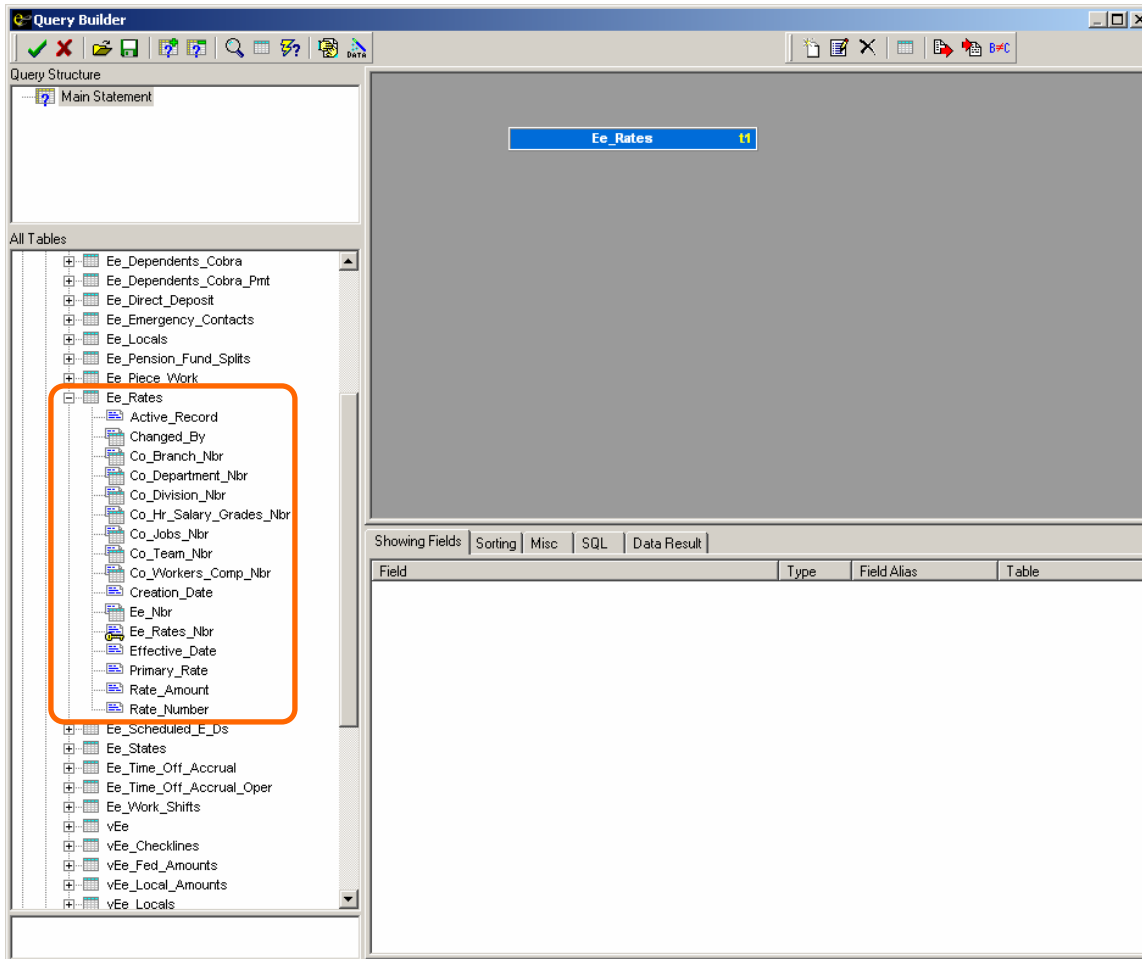 Query Builder
DATA
B≠C
Query Structure
Main Statement
Ee_Rates t1
All Tables
Ee_Dependents_Cobra
Ee_Dependents_Cobra_Pmt
Ee_Direct_Deposit
Ee_Emergency_Contacts
Ee_Locals
Ee_Pension_Fund_Splits
Ee_Piece_Work
Ee_Rates
Active_Record
Changed_By
Co_Branch_Nbr
Co_Department_Nbr
Co_Division_Nbr
Co_Hr_Salary_Grades_Nbr
Co_Jobs_Nbr
Co_Team_Nbr
Co_Workers_Comp_Nbr
Creation_Date
Ee_Nbr
Ee_Rates_Nbr
Effective_Date
Primary_Rate
Rate_Amount
Rate_Number
Ee_Scheduled_E_Ds
Ee_States
Ee_Time_Off_Accrual
Ee_Time_Off_Accrual_Oper
Ee_Work_Shifts
vEe
vEe_Checklines
vEe_Fed_Amounts
vEe_Local_Amounts
vEe_Locals
Showing Fields Sorting Misc SQL Data Result
Field Type Field Alias Table